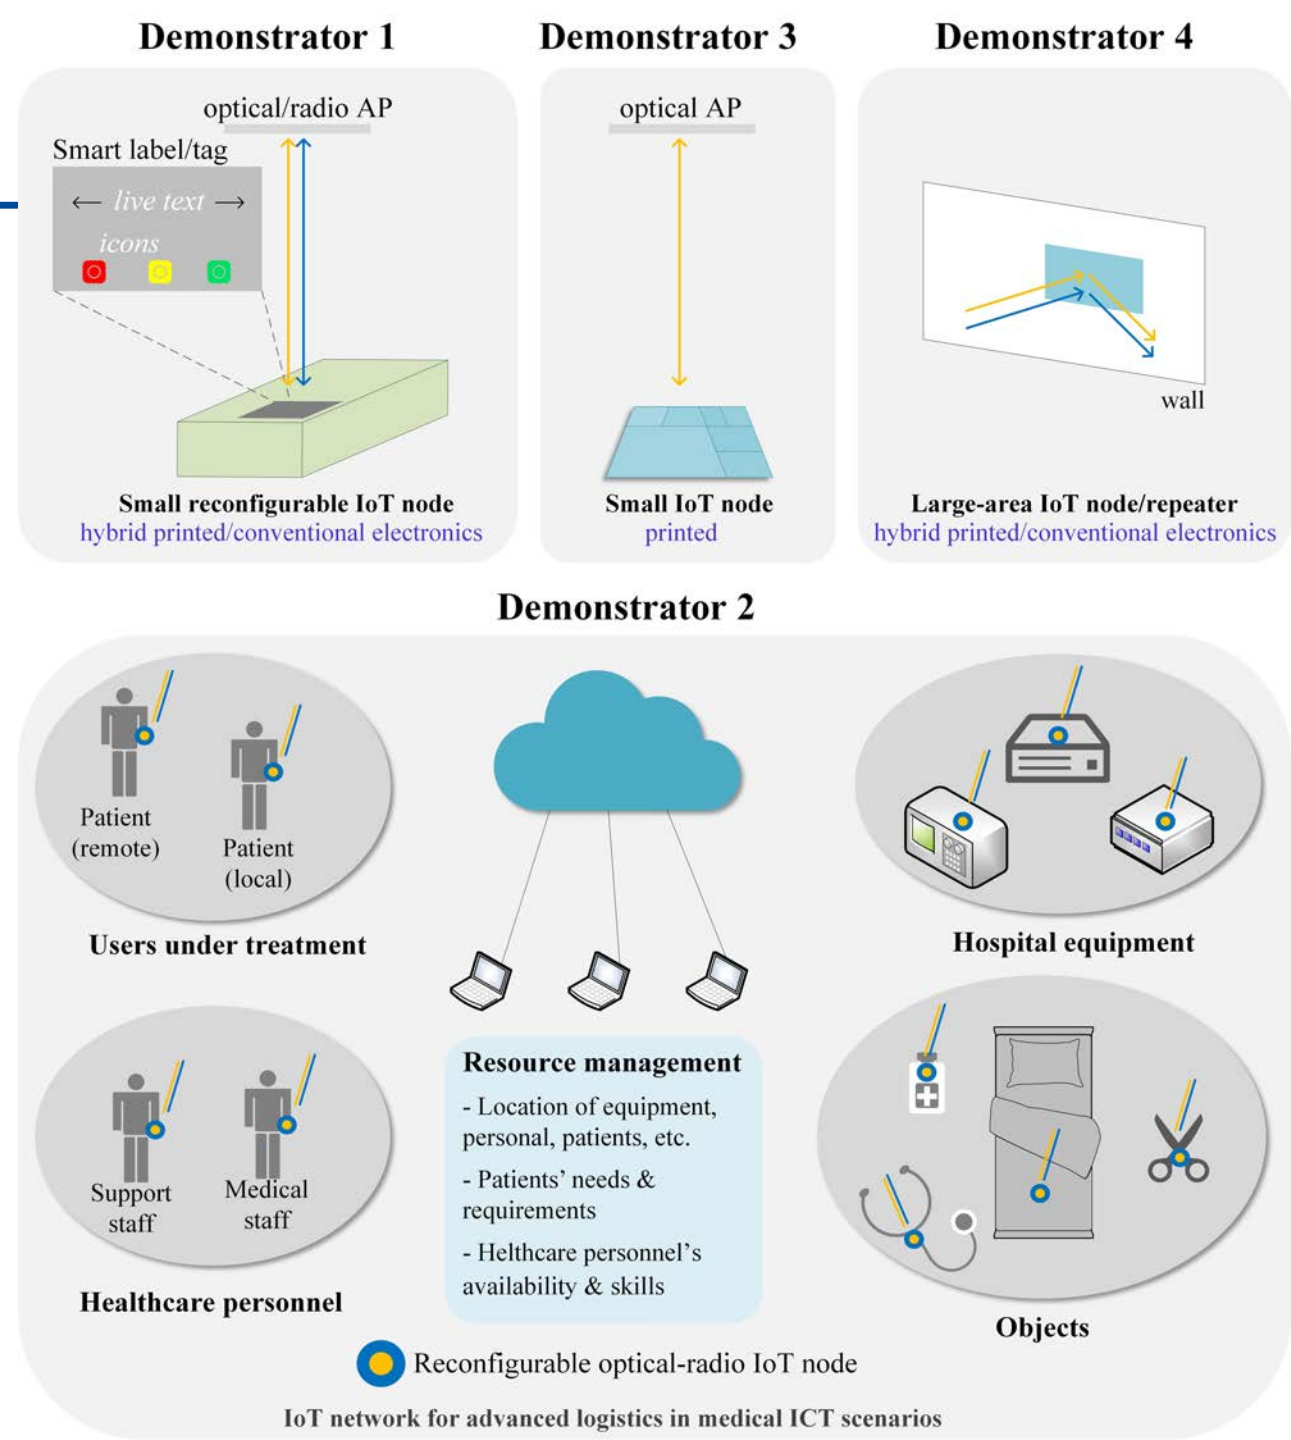 Demonstrator 1
optical/radio AP
Smart label/tag
← live text →
icons
Small reconfigurable IoT node
hybrid printed/conventional electronics
Demonstrator 3
optical AP
Small IoT node
printed
Demonstrator 4
wall
Large-area IoT node/repeater
hybrid printed/conventional electronics
Demonstrator 2
Patient
(remote)
Patient
(local)
Users under treatment
Support
staff
Medical
staff
Healthcare personnel
Resource management
- Location of equipment,
personal, patients, etc.
- Patients’ needs &
requirements
- Helthcare personnel’s
availability & skills
Hospital equipment
Objects
Reconfigurable optical-radio IoT node
IoT network for advanced logistics in medical ICT scenarios